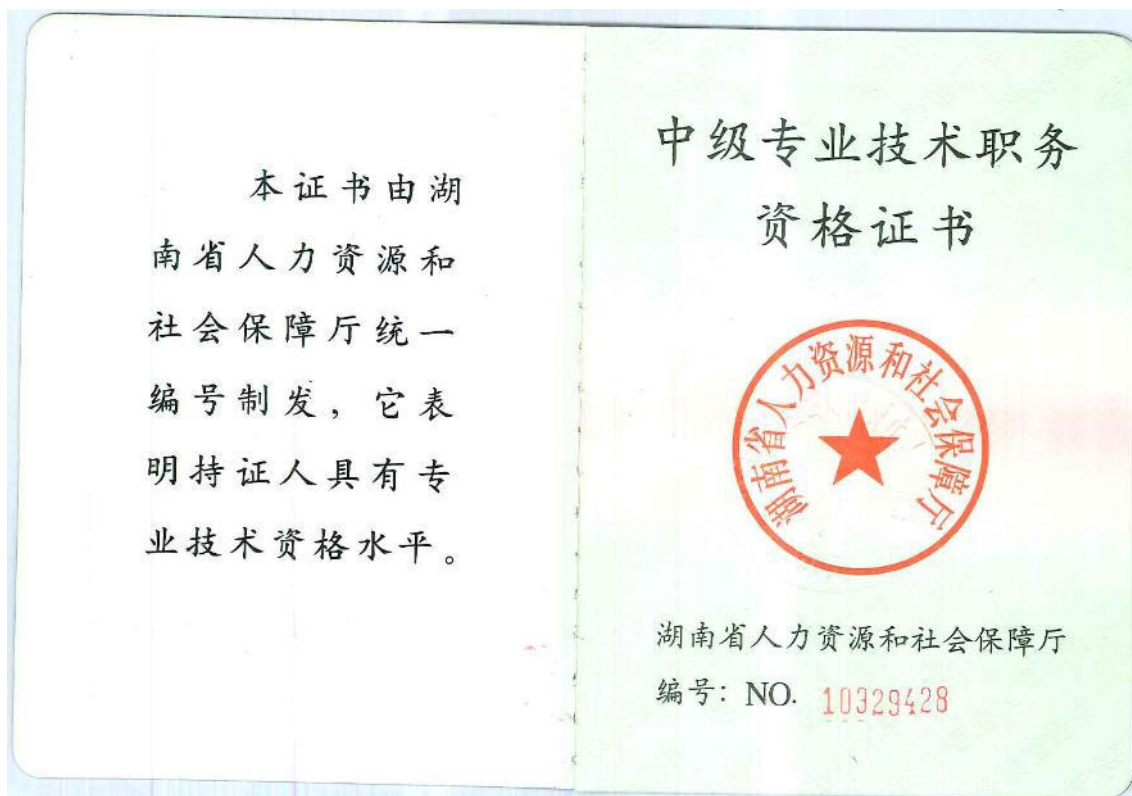 本证书由湖
南省人力资源和
社会保障厅统一
编号制发，它表
明持证人具有专
业技术资格水平。
中级专业技术职务
资格证书
湖南省人力资源和社会保障厅
湖南省人力资源和社会保障厅
编号：NO. 10329428